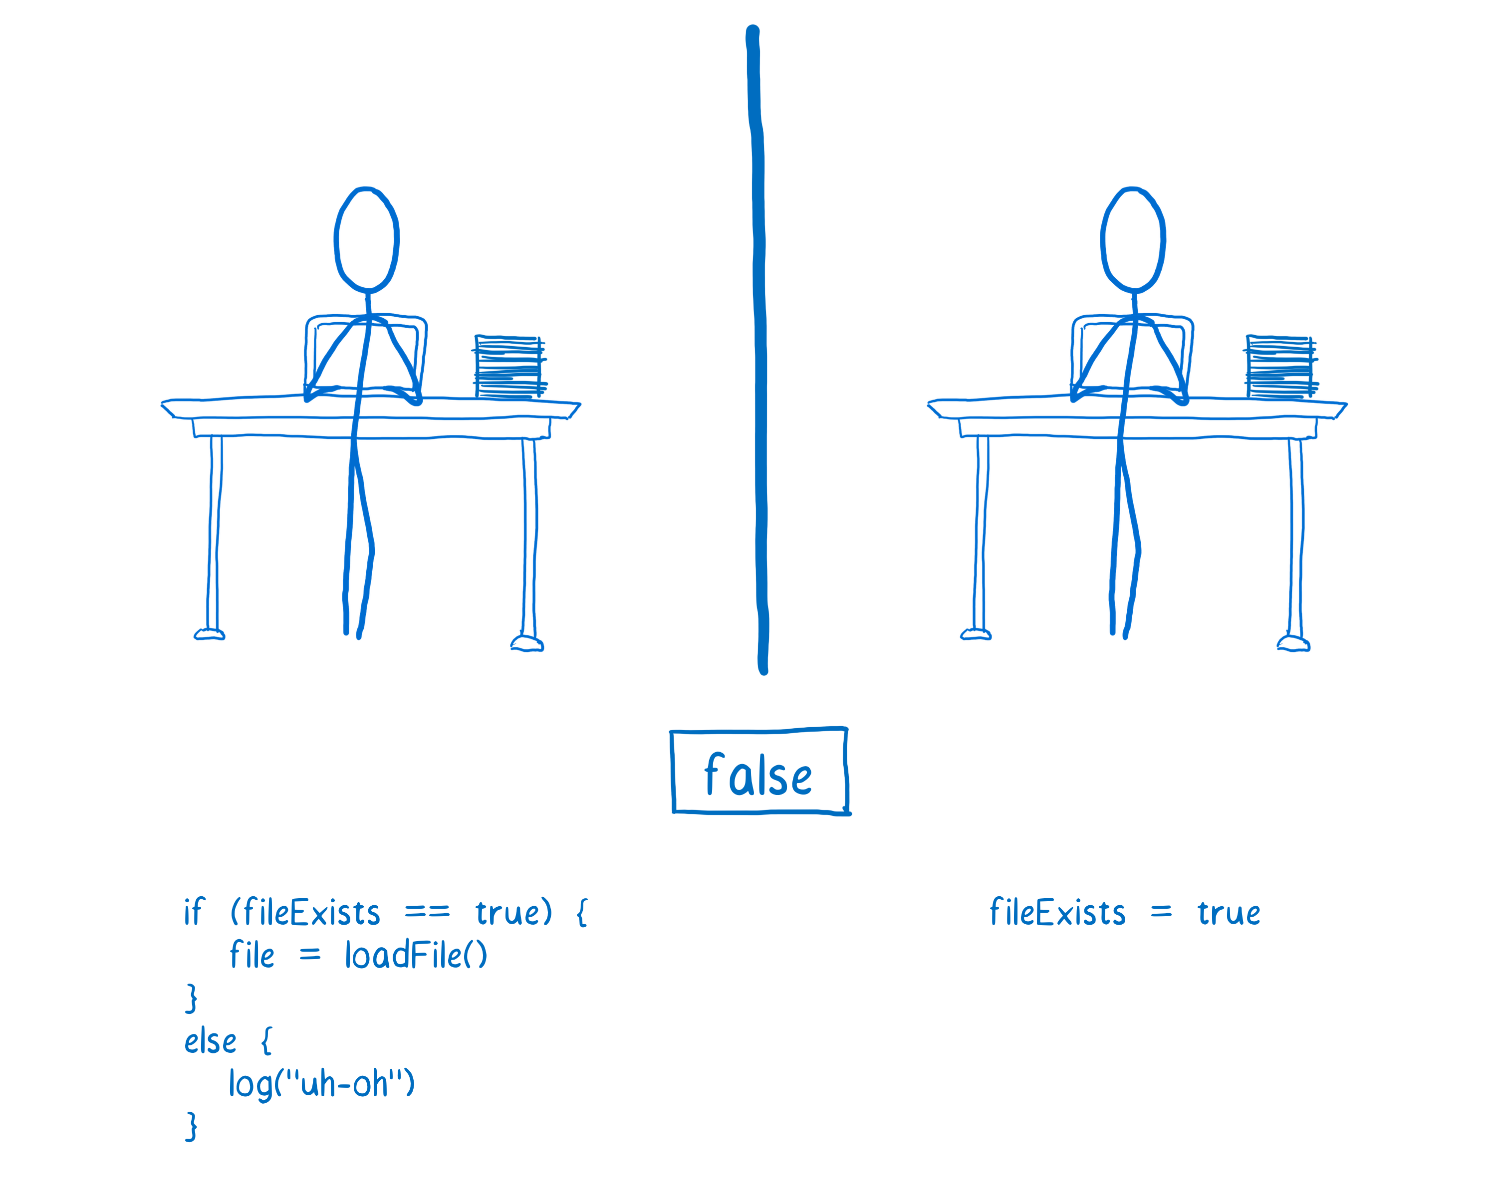 false
if (fileExists == true) {
file = loadFile()
}
else {
log("uh-oh")
}
fileExists = true